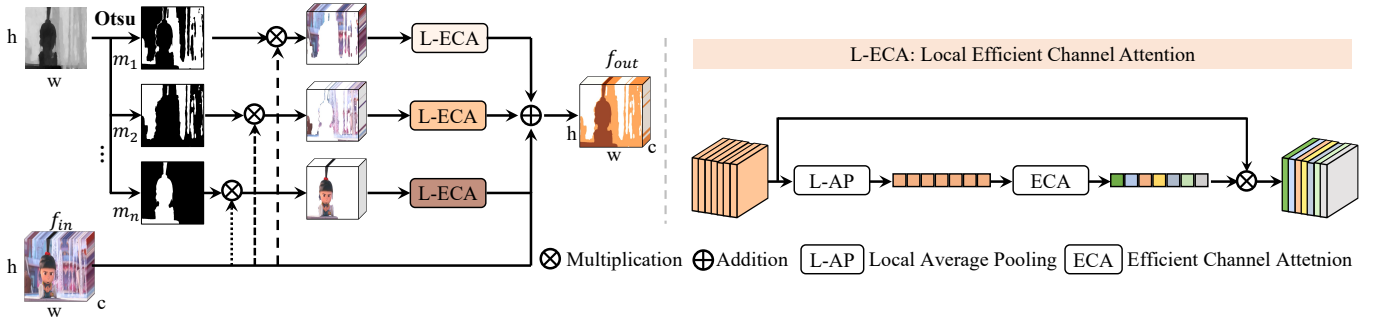 h
w
Otsu
m1
m2
...
mn
L-ECA
L-ECA
L-ECA
fin
h
w
c
fout
h
w
c
L-ECA: Local Efficient Channel Attention
L-AP
ECA
Multiplication
Addition
L-AP Local Average Pooling
ECA Efficient Channel Attetnion